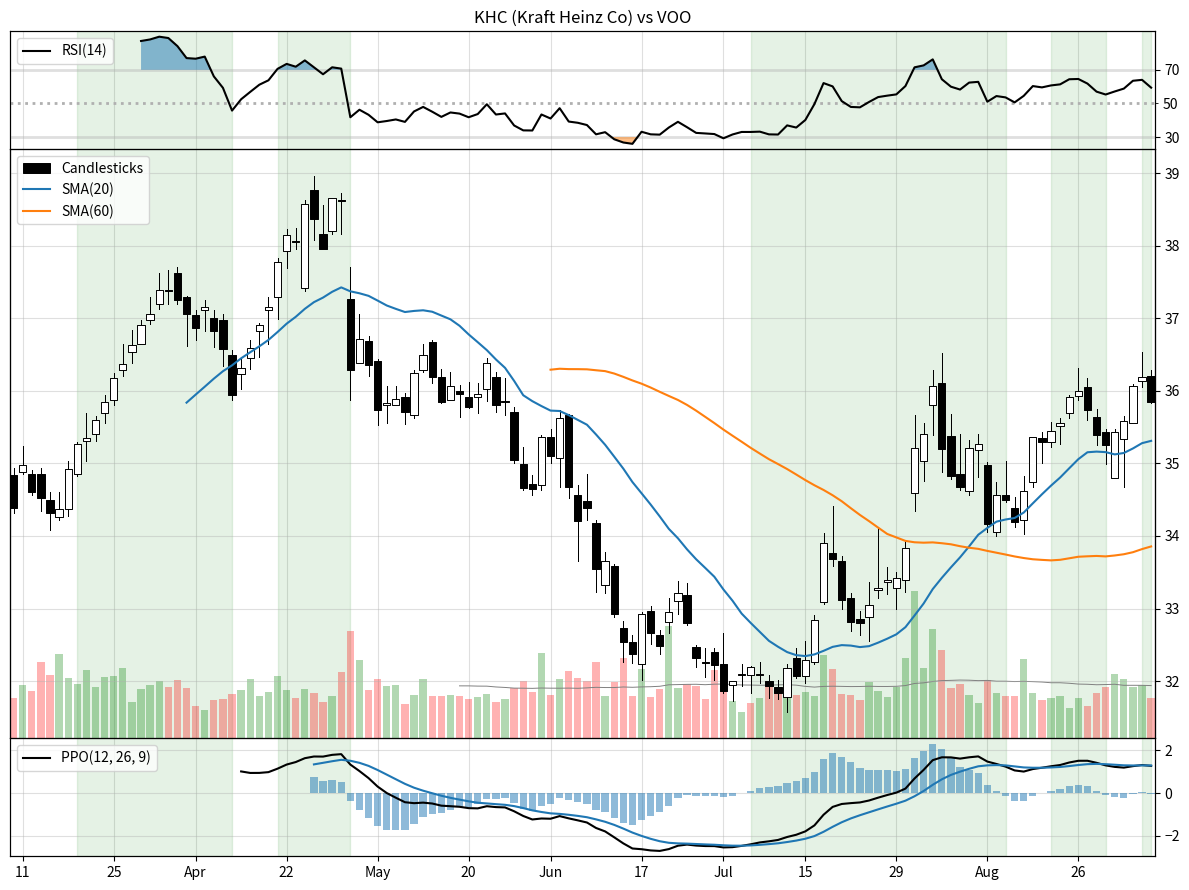 KHC (Kraft Heinz Co) vs VOO
RSI(14)
70
50
30
Candlesticks
SMA(20)
SMA(60)
39
38
37
36
35
34
33
32
PPO(12, 26, 9)
2
0
−2
11
25
Apr
22
May
20
Jun
17
Jul
15
29
Aug
26